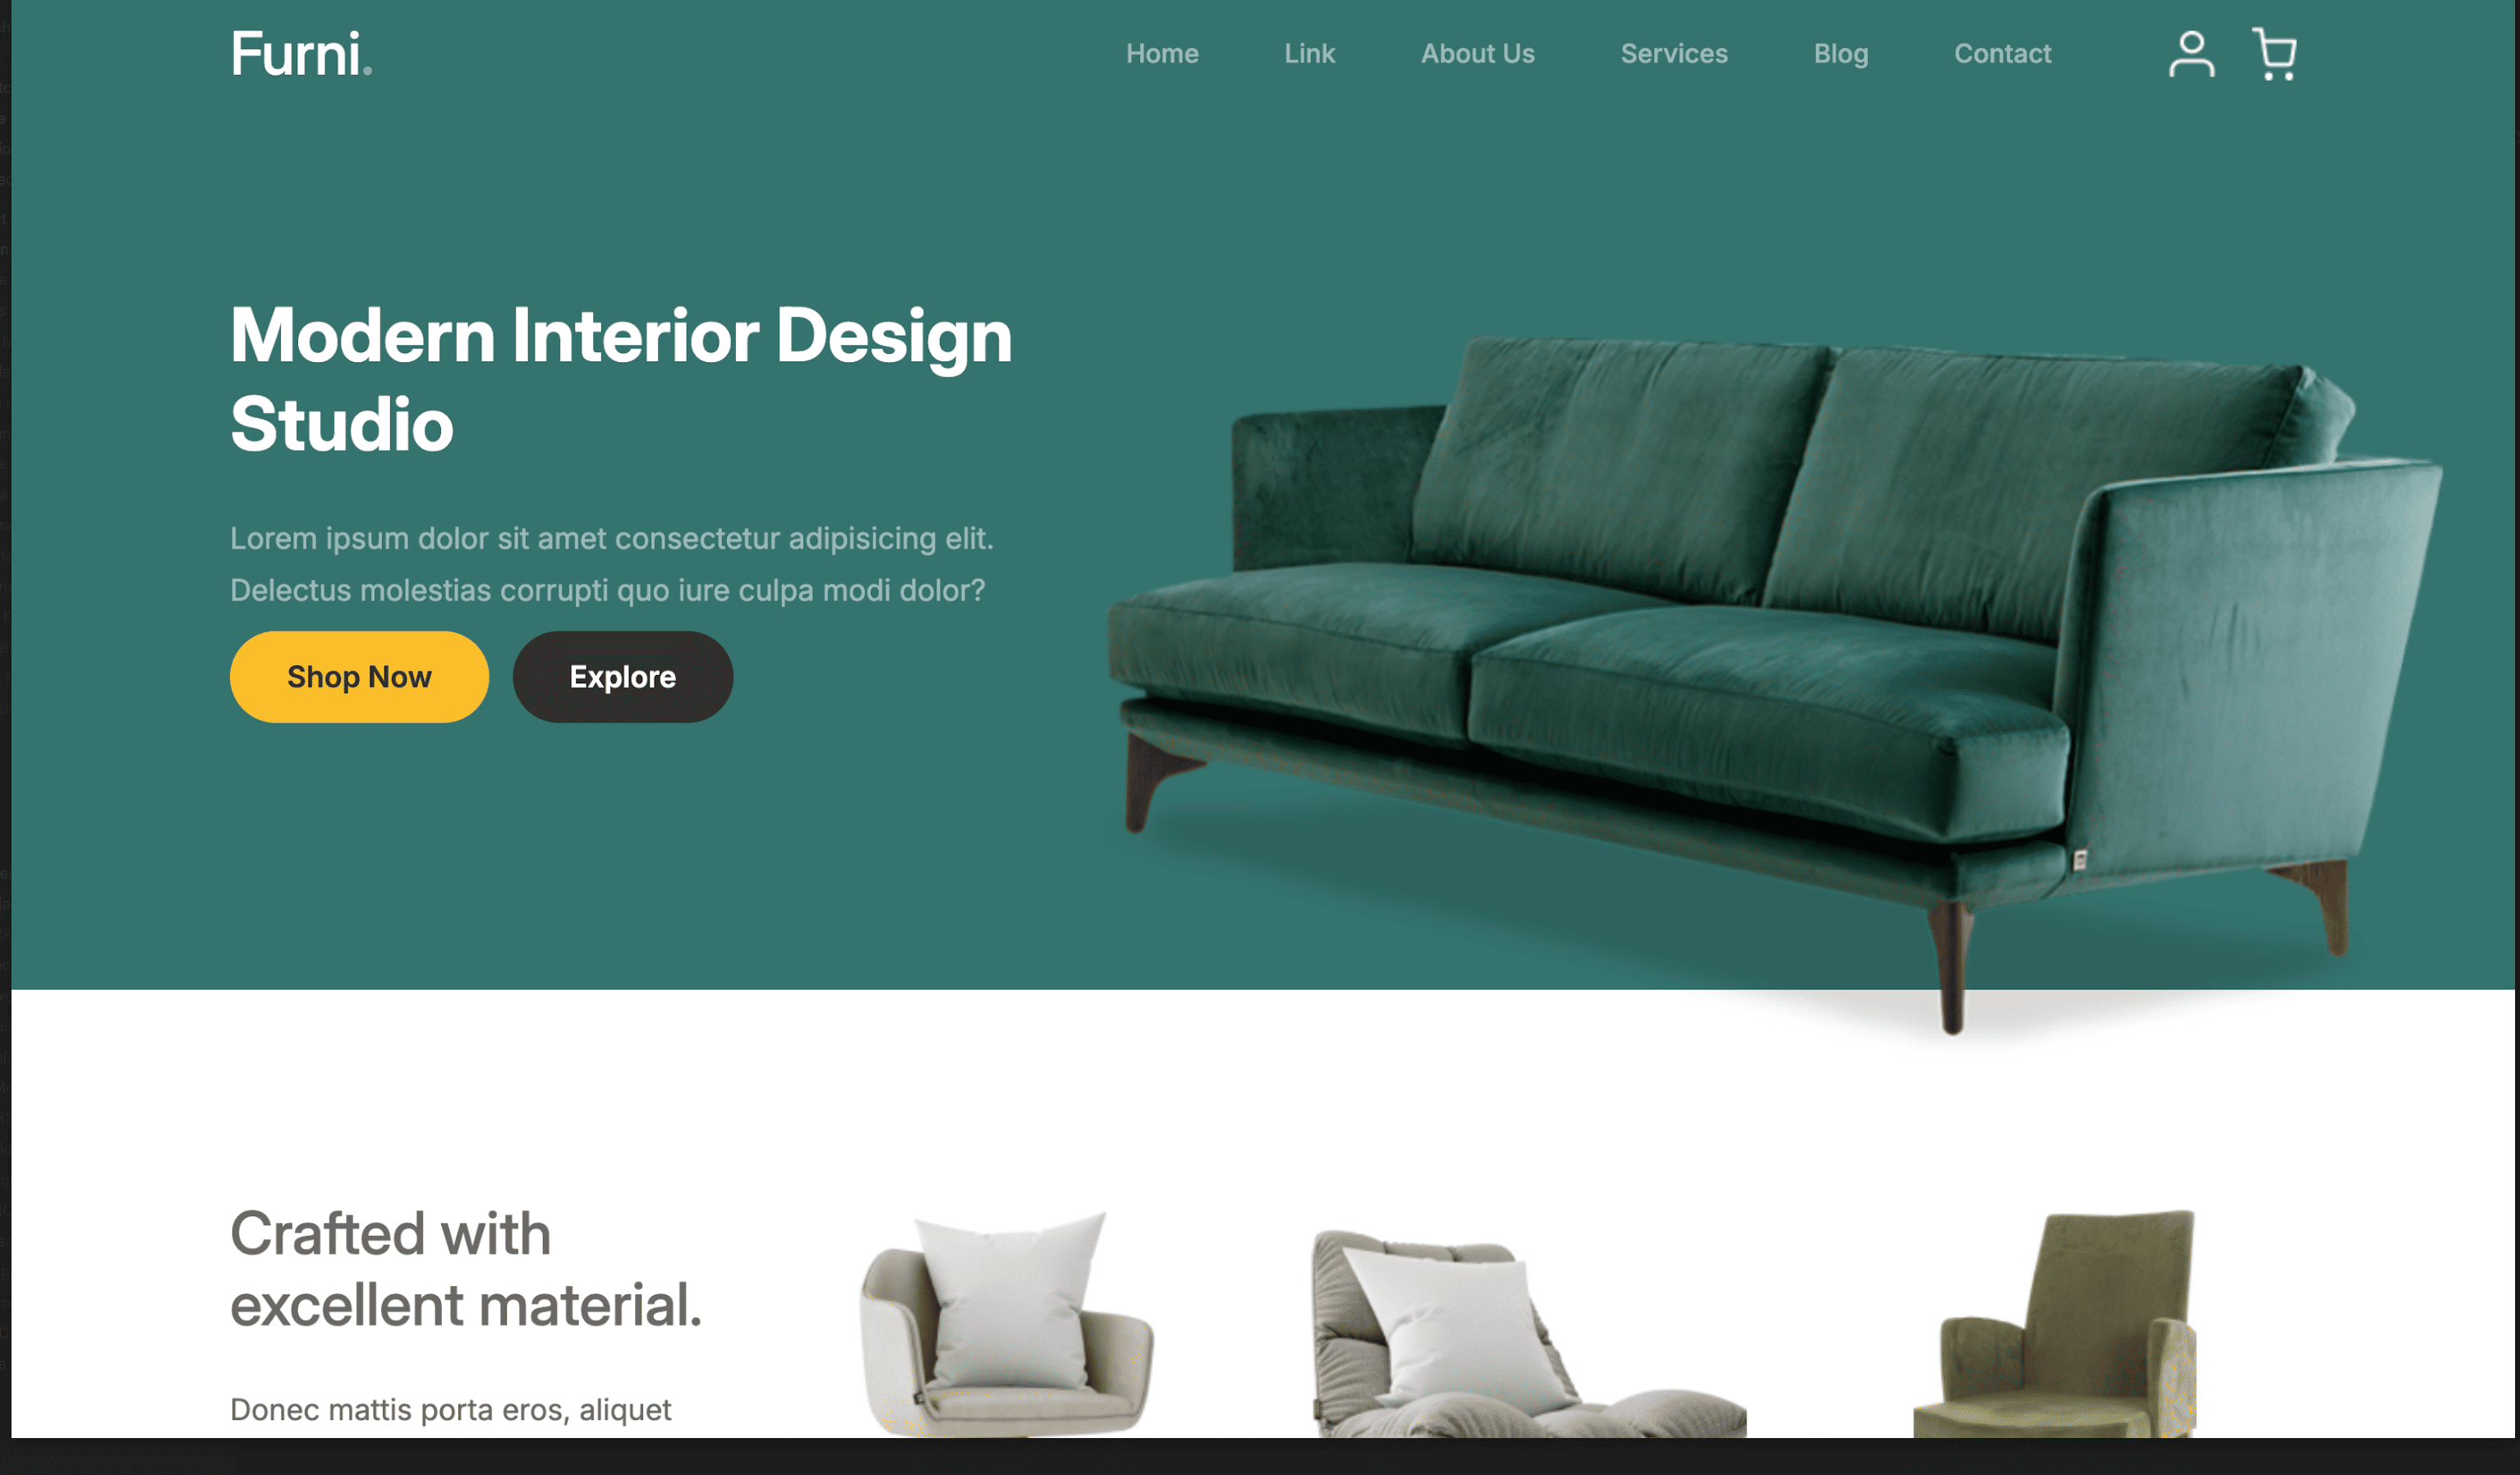 Furni.
Home
Link
About Us
Services
Blog
Contact
Modern Interior Design
Studio
Lorem ipsum dolor sit amet consectetur adipisicing elit.
Delectus molestias corrupti quo iure culpa modi dolor?
Shop Now
Explore
Crafted with
excellent material.
Donec mattis porta eros, aliquet